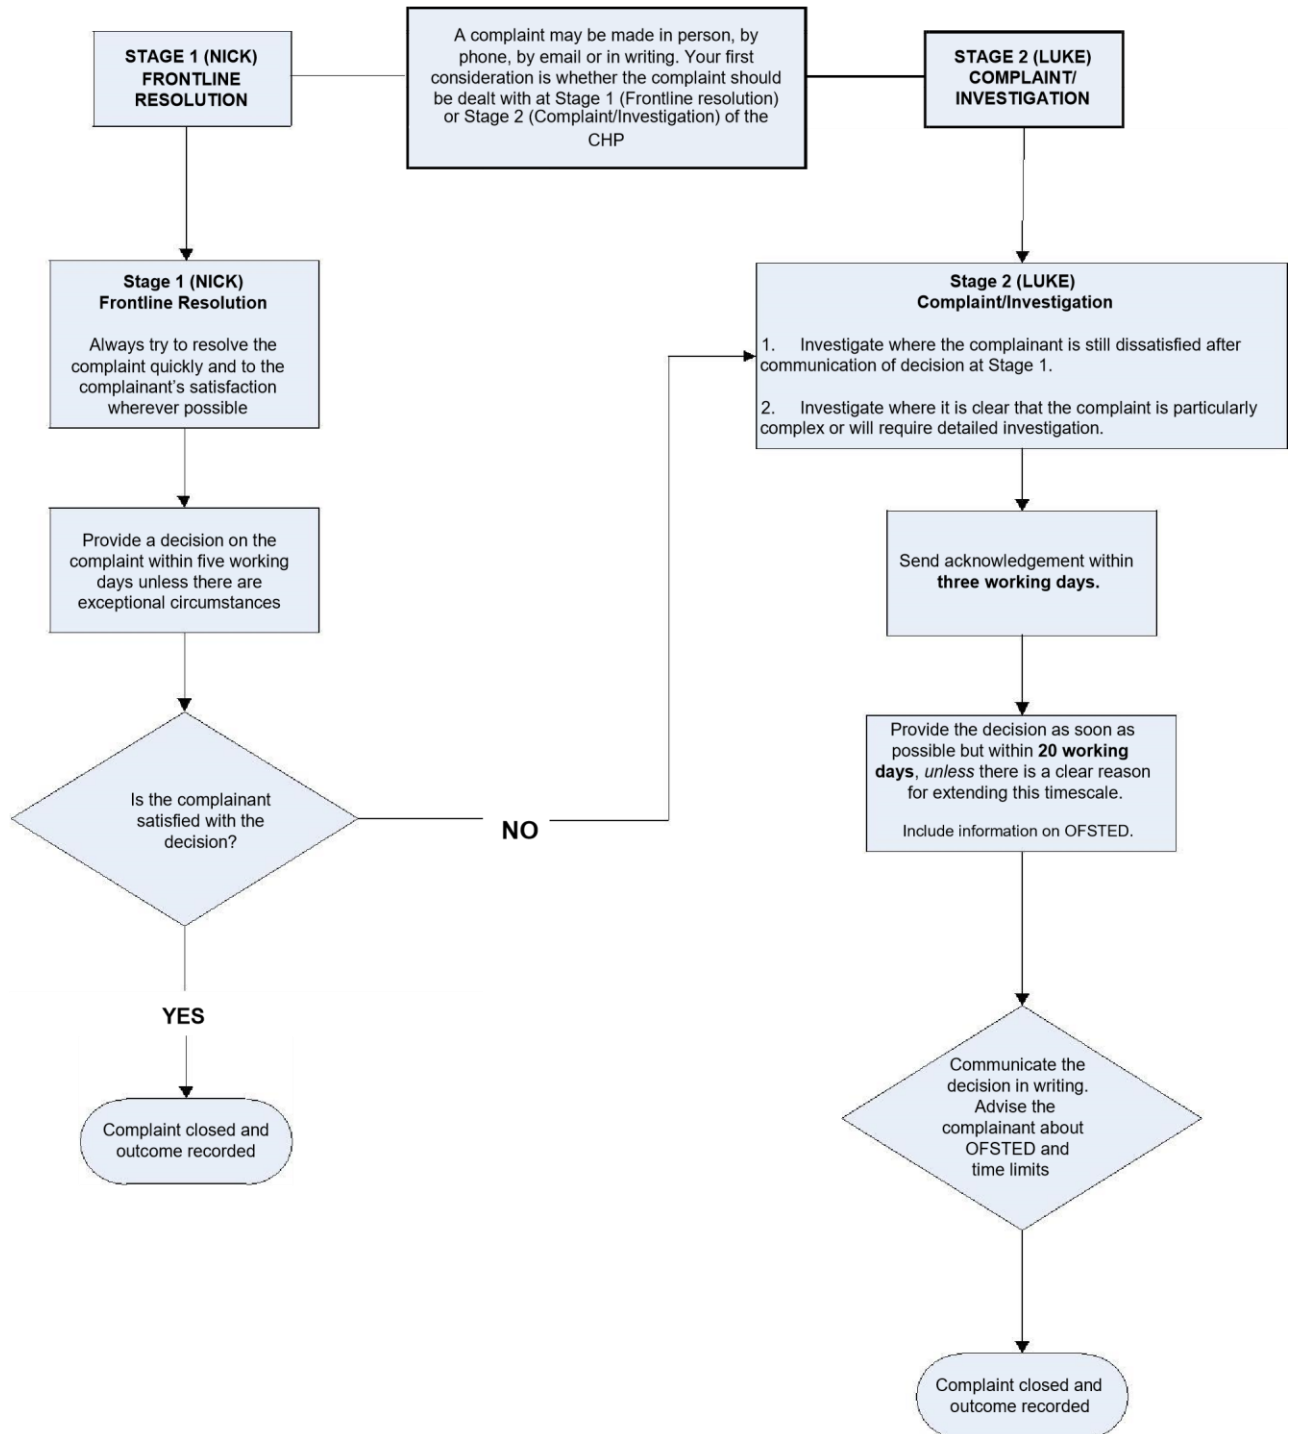 STAGE 1 (NICK)
FRONTLINE
RESOLUTION
A complaint may be made in person, by
phone, by email or in writing. Your first
consideration is whether the complaint should
be dealt with at Stage 1 (Frontline resolution)
or Stage 2 (Complaint/Investigation) of the
CHP
STAGE 2 (LUKE)
COMPLAINT/
INVESTIGATION
Stage 1 (NICK)
Frontline Resolution
Always try to resolve the
complaint quickly and to the
complainant's satisfaction
wherever possible
Provide a decision on the
complaint within five working
days unless there are
exceptional circumstances
Is the complainant
satisfied with the
decision?
NO
YES
Complaint closed and
outcome recorded
Stage 2 (LUKE)
Complaint/Investigation
1. Investigate where the complainant is still dissatisfied after
communication of decision at Stage 1.
2. Investigate where it is clear that the complaint is particularly
complex or will require detailed investigation.
Send acknowledgement within
three working days.
Provide the decision as soon as
possible but within 20 working
days, unless there is a clear reason
for extending this timescale.
Include information on OFSTED.
Communicate the
decision in writing.
Advise the
complainant about
OFSTED and
time limits
Complaint closed and
outcome recorded